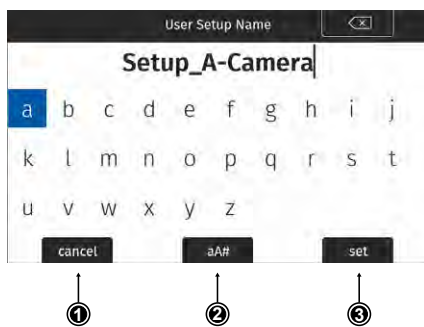 User Setup Name
Setup_A-Camera
a b c d e f g h i j
k l m n o p q r s t
u v w x y z
cancel aA# set
1 2 3